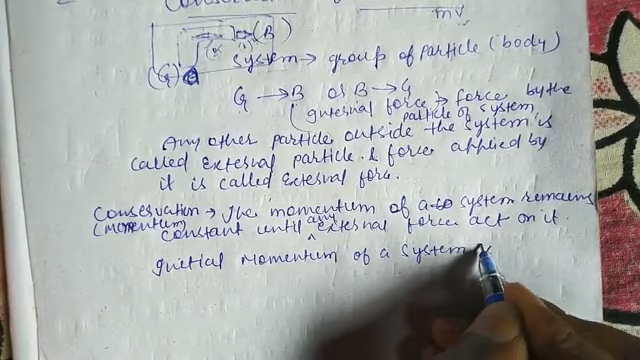 mv
(B)
(G)
System → group of Particle (body)
G → B or B → G
Internal force → force by the
particle of system
Any other particle outside the system is
called External particle & force applied by
it is called External force.
Conservation → The momentum of a system remains
(Momentum) constant until any external force act on it.
Initial Momentum of a System